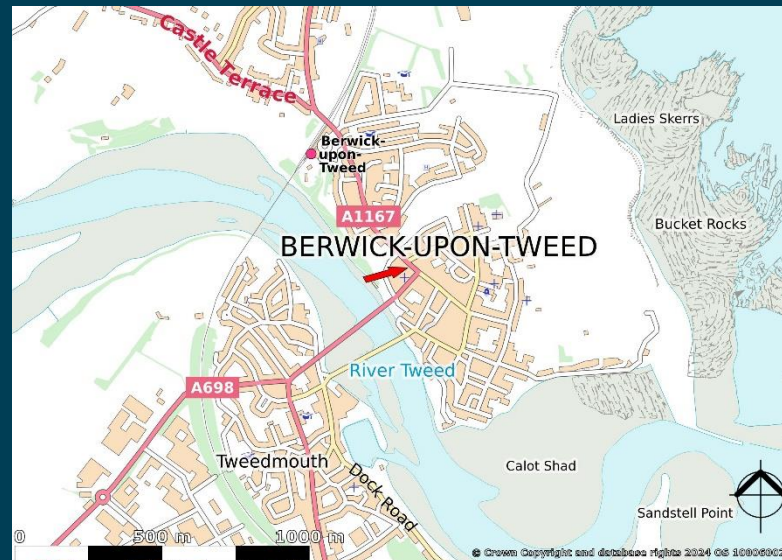 Castle Terrace
Ladies Skerrs
Berwick-
upon-
Tweed
A1167
Bucket Rocks
BERWICK-UPON-TWEED
River Tweed
A698
Tweedmouth
Calot Shad
Dock Road
Sandstell Point
0 500 m 1000 m
© Crown Copyright and database rights 2024 OS